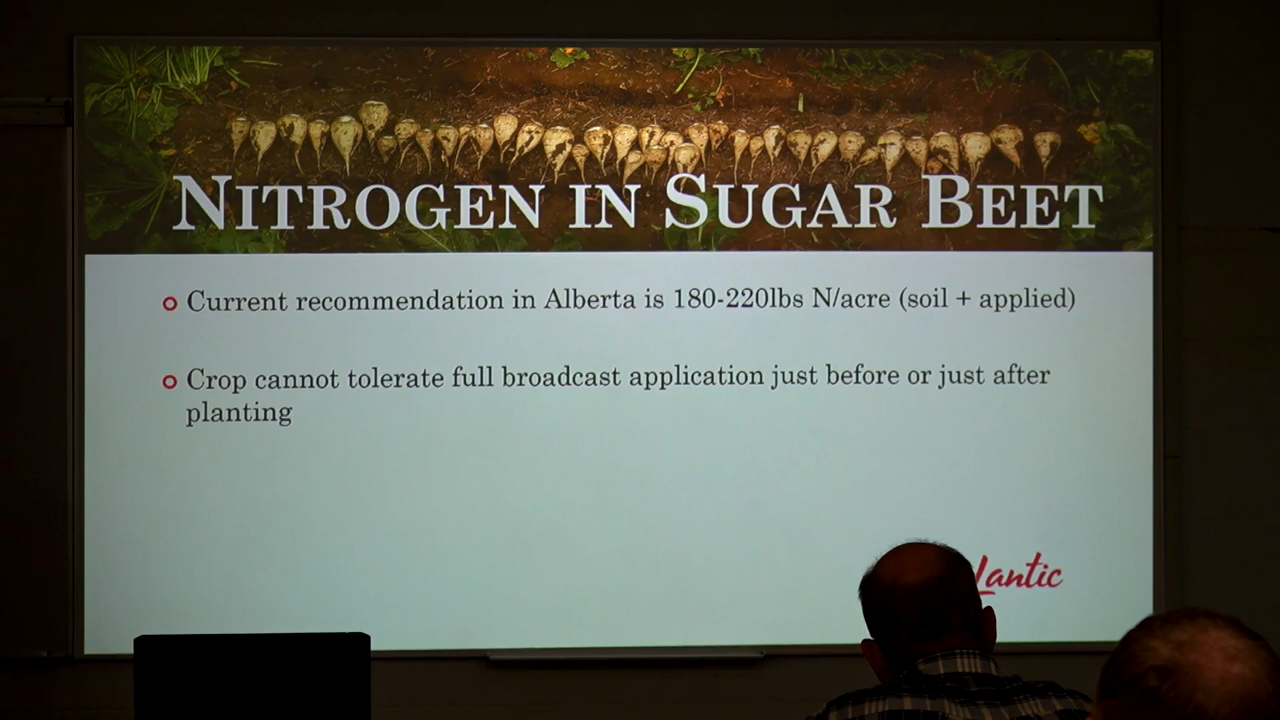 NITROGEN IN SUGAR BEET
Current recommendation in Alberta is 180-220lbs N/acre (soil + applied)
Crop cannot tolerate full broadcast application just before or just after
planting
Lantic